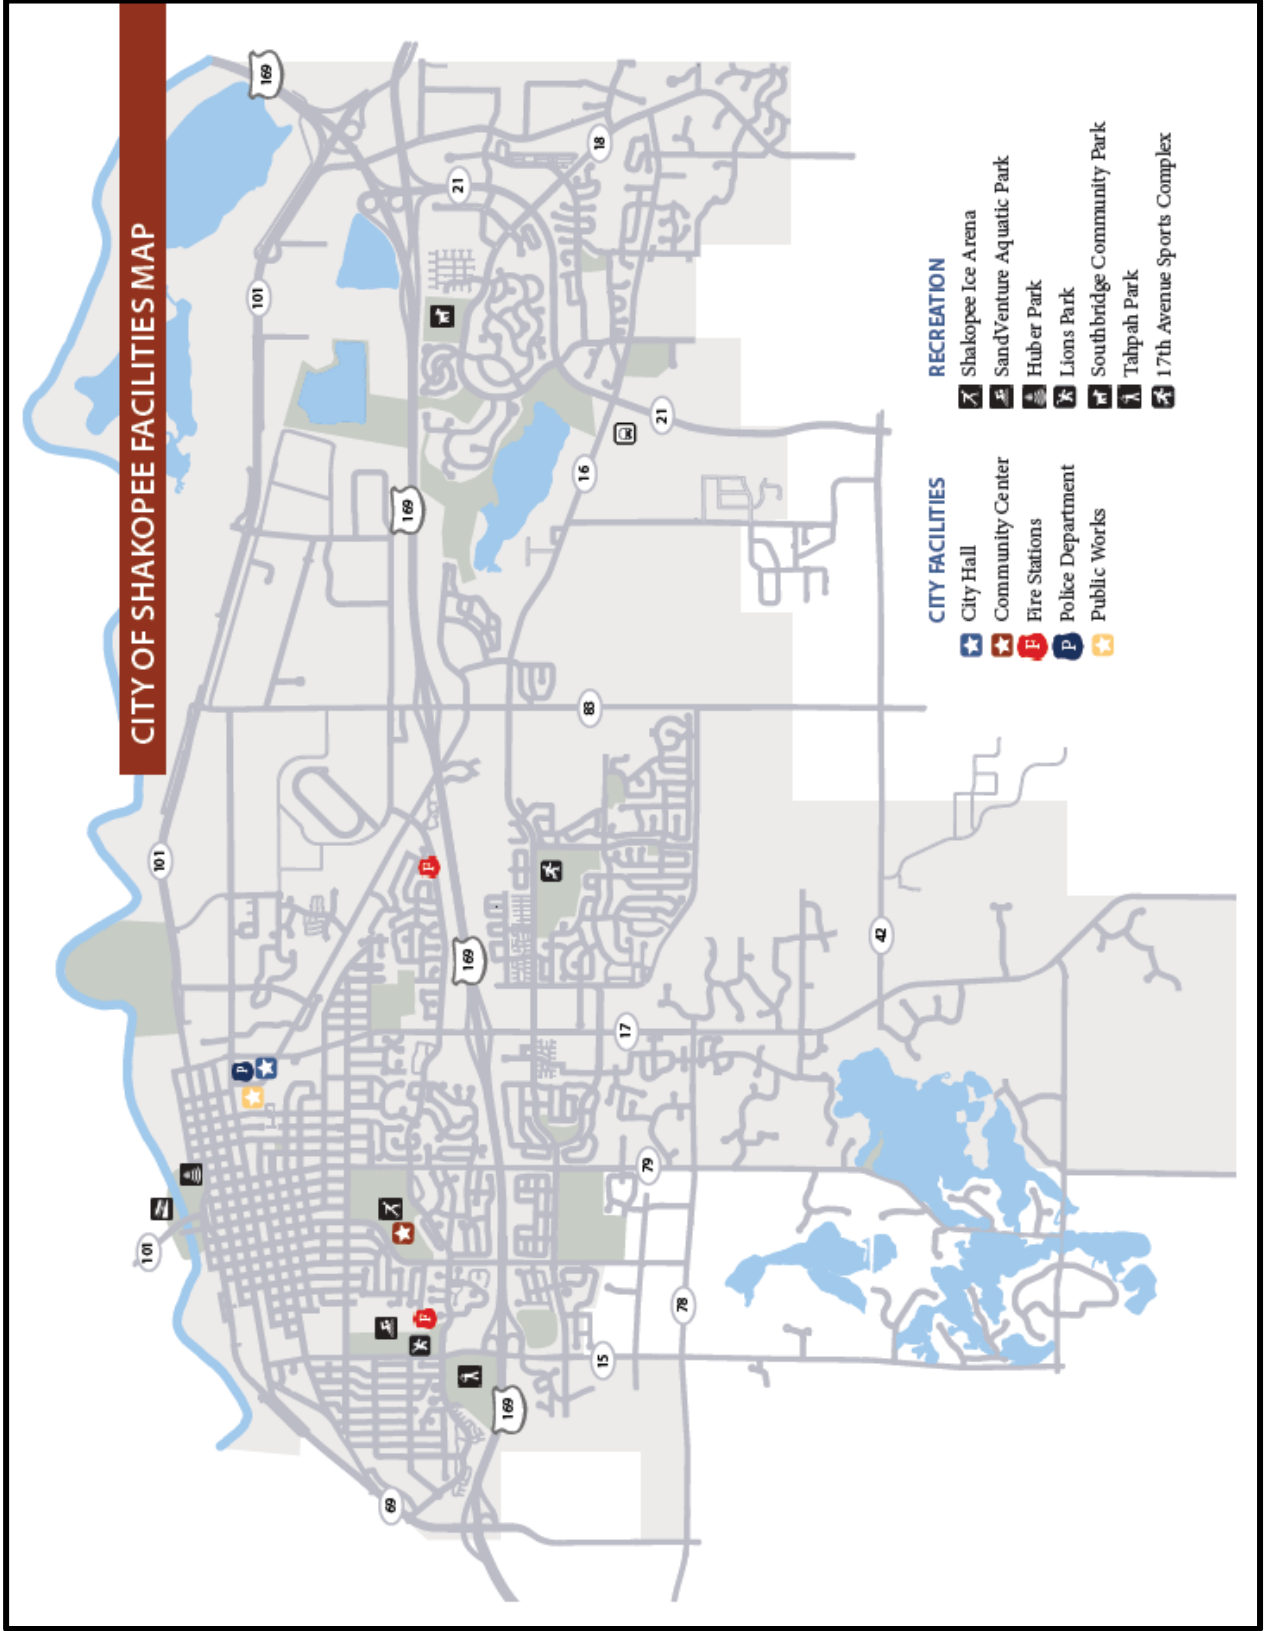 CITY OF SHAKOPEE FACILITIES MAP
101
101
101
169
169
169
169
69
15
78
79
17
42
83
16
21
21
18
CITY FACILITIES
City Hall
Community Center
F Fire Stations
P Police Department
Public Works
RECREATION
Shakopee Ice Arena
SandVenture Aquatic Park
Huber Park
Lions Park
Southbridge Community Park
Tahpah Park
17th Avenue Sports Complex
P
F
F